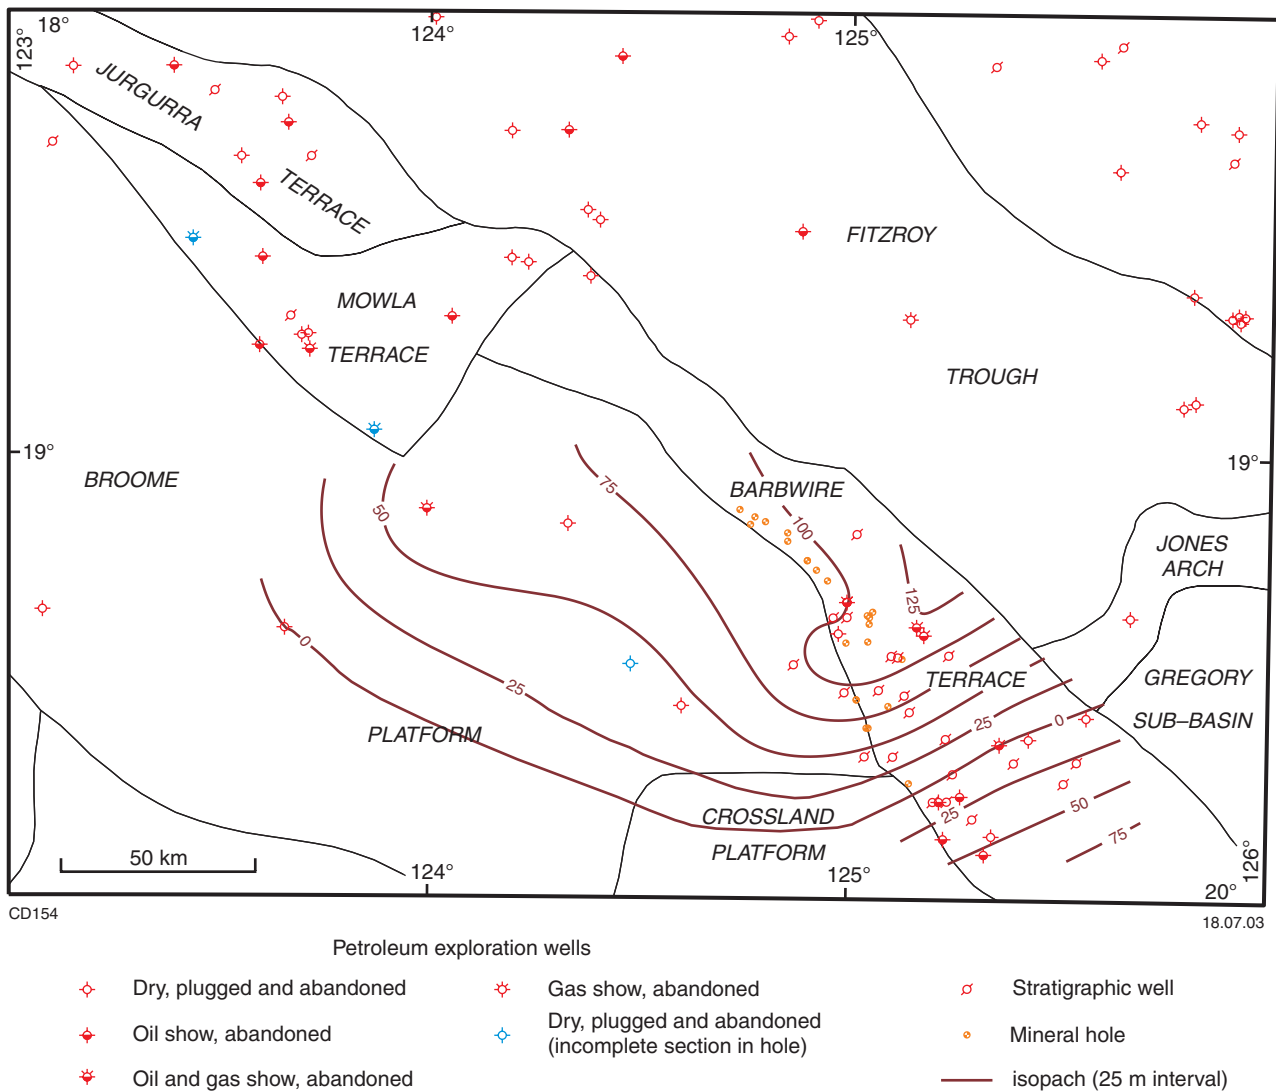 18°
123°
124°
125°
JURGURRA
TERRACE
FITZROY
MOWLA
TERRACE
TROUGH
19°
19°
BROOME
BARBWIRE
75
50
100
JONES
ARCH
125
0
25
TERRACE
GREGORY
SUB–BASIN
PLATFORM
25
0
CROSSLAND
25
50
PLATFORM
75
50 km
124°
125°
20°
126°
CD154
18.07.03
Petroleum exploration wells
Dry, plugged and abandoned
Gas show, abandoned
Stratigraphic well
Oil show, abandoned
Dry, plugged and abandoned
(incomplete section in hole)
Mineral hole
Oil and gas show, abandoned
isopach (25 m interval)